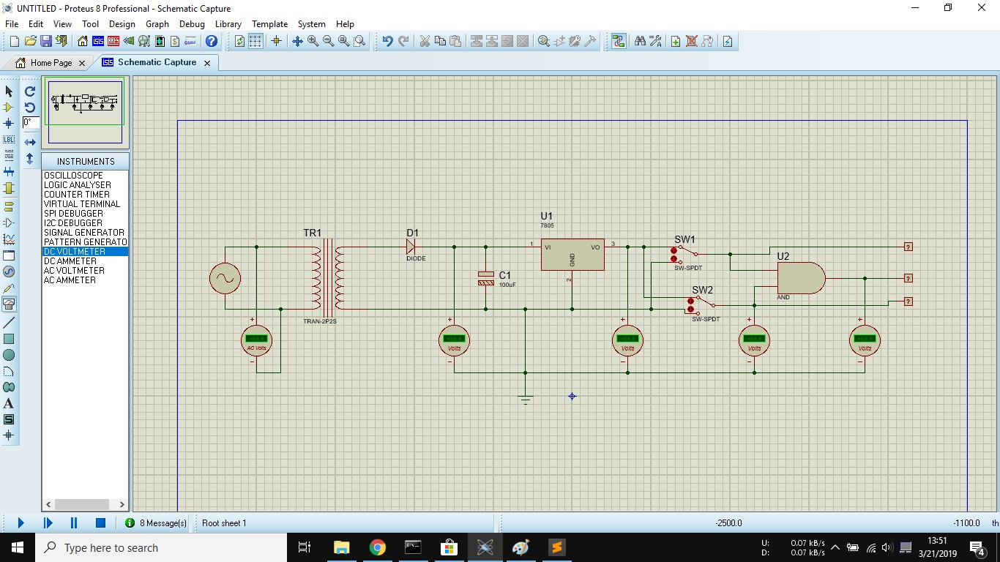 UNTITLED - Proteus 8 Professional - Schematic Capture
File Edit View Tool Design Graph Debug Library Template System Help
ISIS ARES $ ?
Home Page
ISIS Schematic Capture
0°
LBL
A
S
INSTRUMENTS
OSCILLOSCOPE
LOGIC ANALYSER
COUNTER TIMER
VIRTUAL TERMINAL
SPI DEBUGGER
I2C DEBUGGER
SIGNAL GENERATOR
PATTERN GENERATO
DC VOLTMETER
DC AMMETER
AC VOLTMETER
AC AMMETER
U1
7805
TR1
D1
SW1
1 VI VO 3
GND
2
DIODE
U2
SW-SPDT
C1
100uF
SW2
AND
TRAN-2P2S
SW-SPDT
? ? ?
+ + + + +
AC Volts Volts Volts Volts Volts
- - - - -
8 Message(s) Root sheet 1 -2500.0 -1100.0 th
Type here to search
U: 0.07 kB/s
D: 0.07 kB/s
13:51
3/21/2019
4